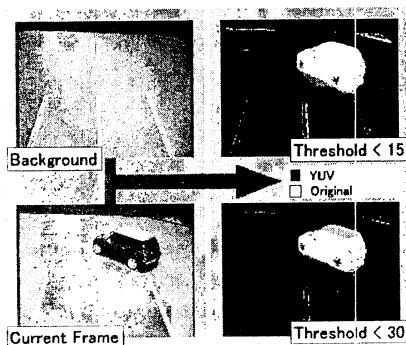 Background
Threshold < 15
YUV
Original
Current Frame
Threshold < 30